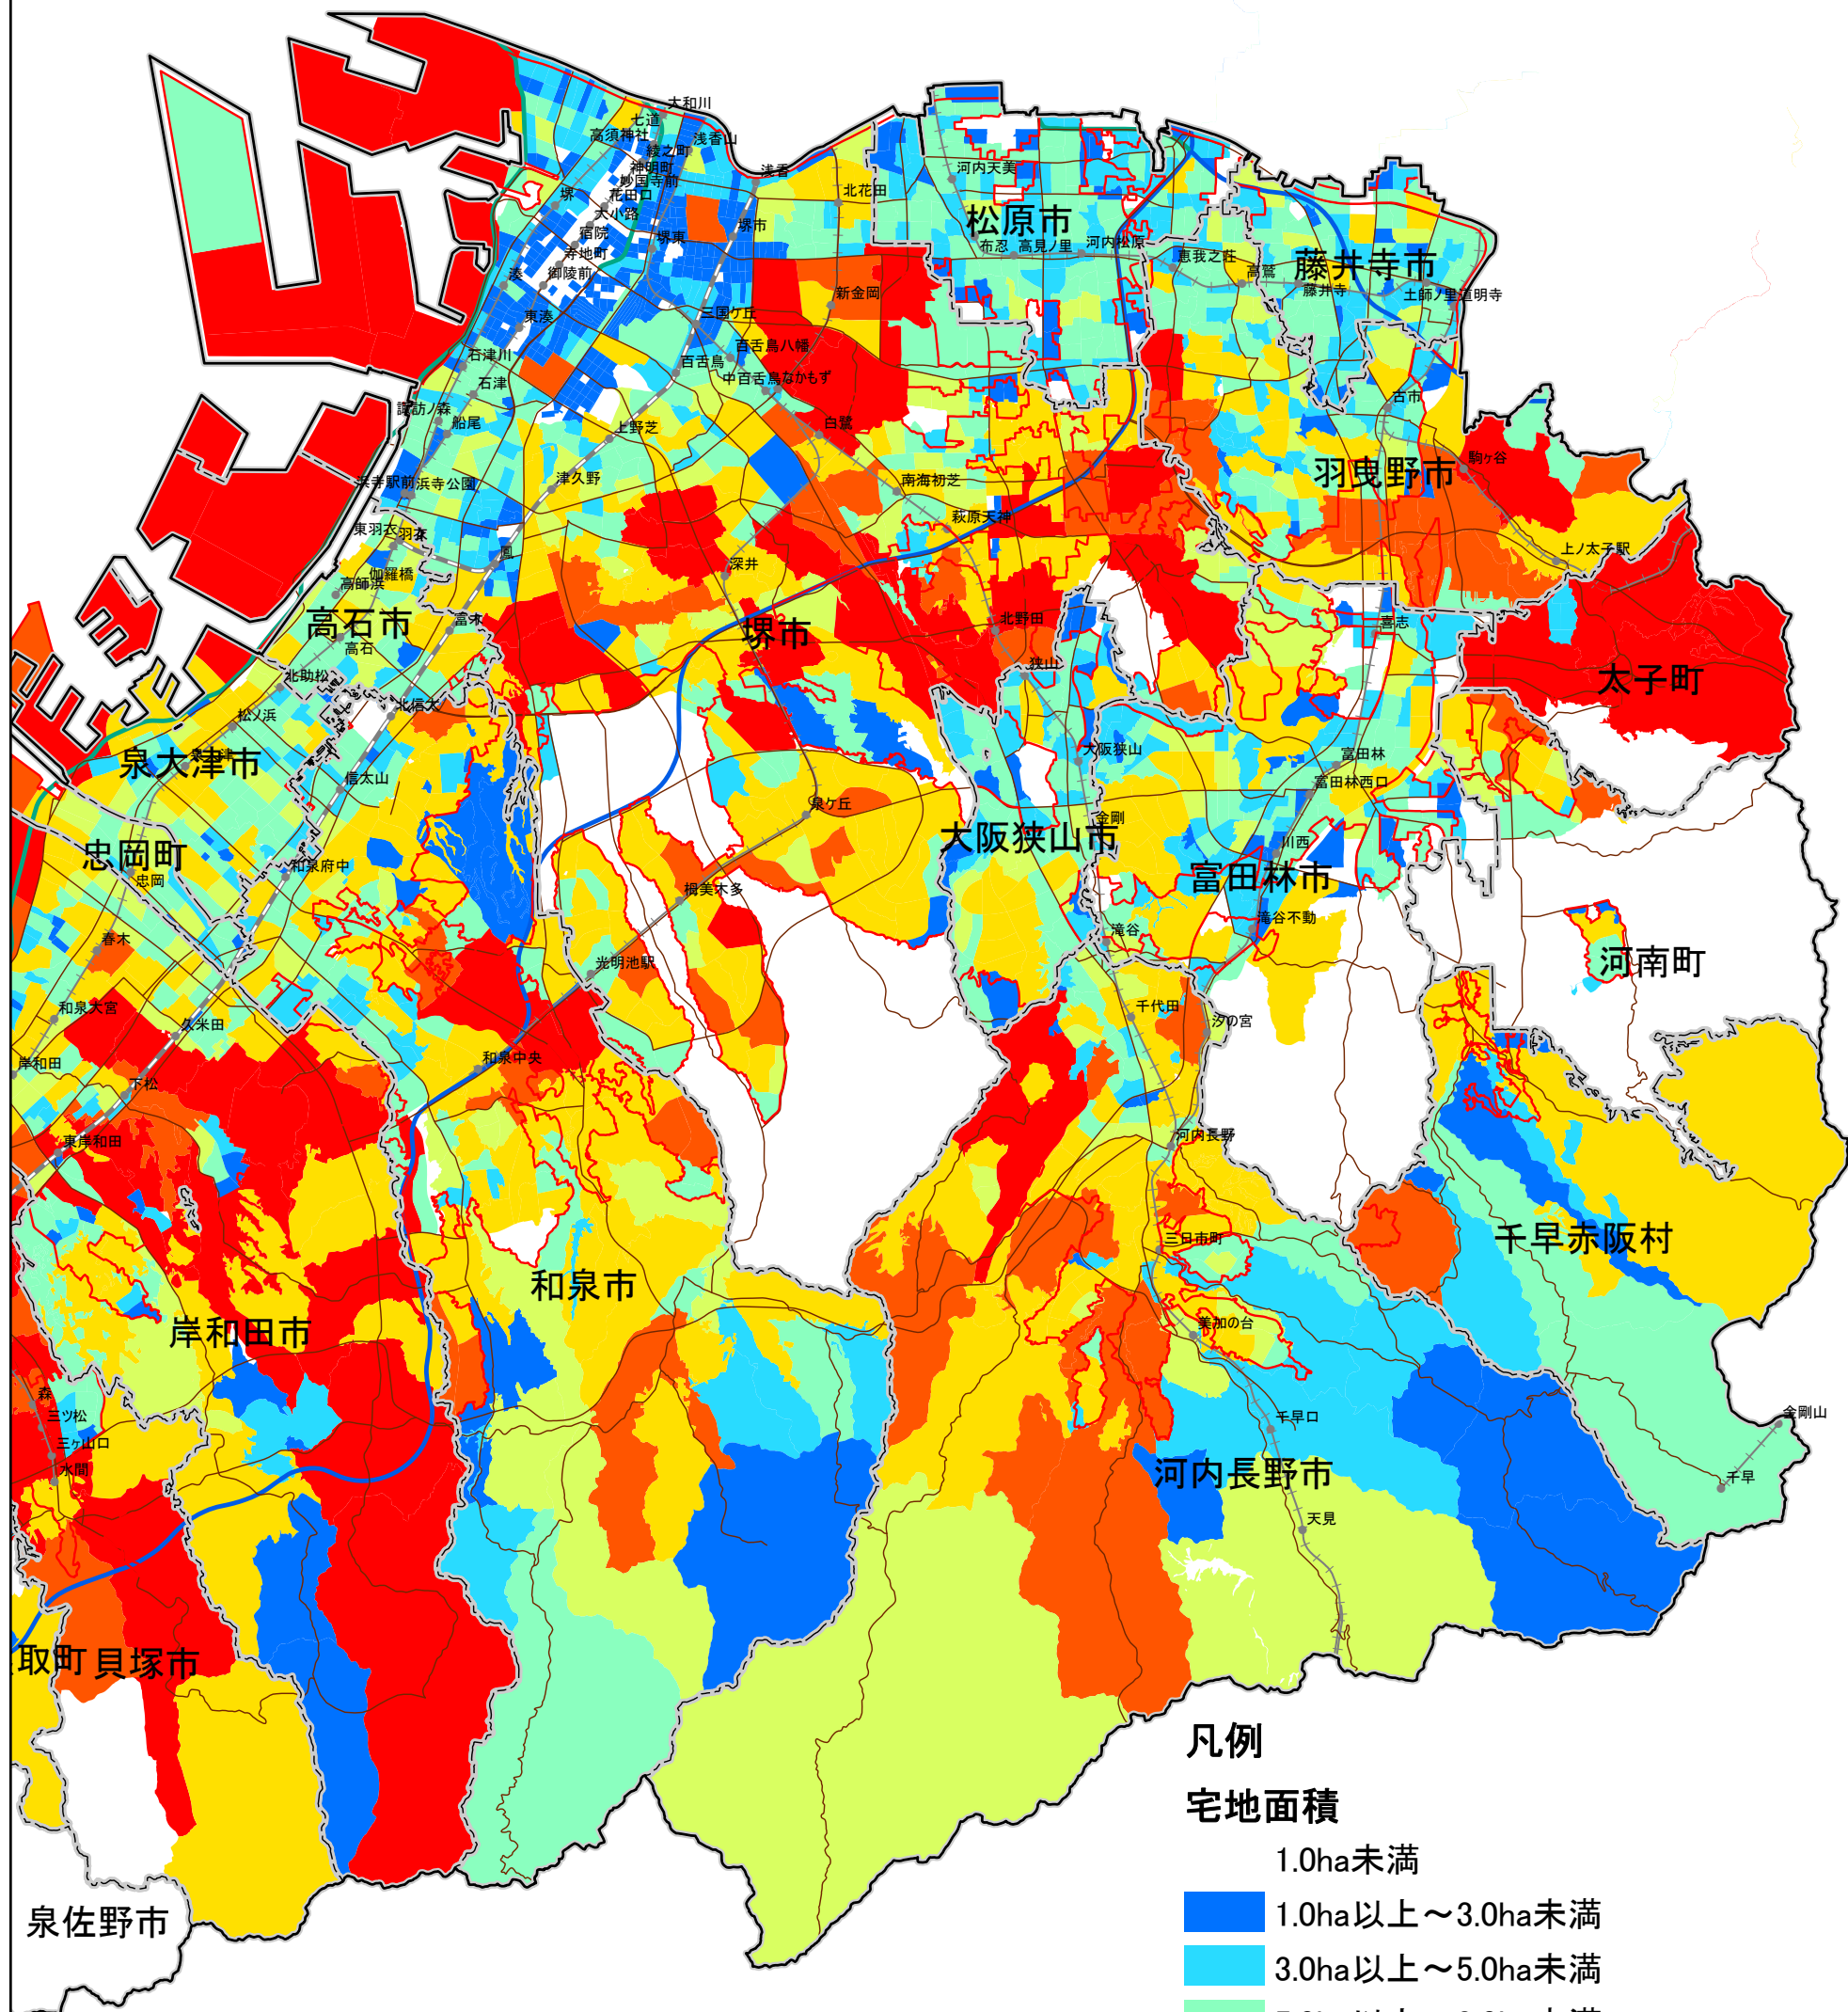 大和川
七道
高須神社
浅香山
綾之町
神明町
妙国寺前
浅香
花田口
堺
大小路
北花田
宿院
堺東
堺市
寺地町
湊
御陵前
新金岡
東湊
三国ケ丘
百舌鳥八幡
石津川
百舌鳥
中百舌鳥なかもず
石津
諏訪ノ森
船尾
上野芝
白鷺
浜寺駅前
浜寺公園
津久野
南海初芝
萩原天神
東羽衣
羽衣
鳳
伽羅橋
高師浜
深井
高石市
富木
高石
堺市
北野田
狭山
河内天美
松原市
布忍
高見ノ里
河内松原
恵我之荘
高鷲
藤井寺市
藤井寺
土師ノ里
道明寺
古市
羽曳野市
駒ヶ谷
上ノ太子駅
喜志
太子町
北助松
松ノ浜
北信太
泉大津市
信太山
大阪狭山
富田林
富田林西口
泉ケ丘
金剛
大阪狭山市
川西
富田林市
忠岡町
忠岡
和泉府中
栂美木多
滝谷不動
滝谷
春木
光明池駅
河南町
和泉大宮
久米田
千代田
汐の宮
岸和田
和泉中央
下松
東岸和田
河内長野
三日市町
千早赤阪村
和泉市
岸和田市
美加の台
森
三ツ松
三ヶ山口
水間
千早口
金剛山
河内長野市
千早
天見
取町
貝塚市
泉佐野市
凡例
宅地面積
1.0ha未満
1.0ha以上～3.0ha未満
3.0ha以上～5.0ha未満